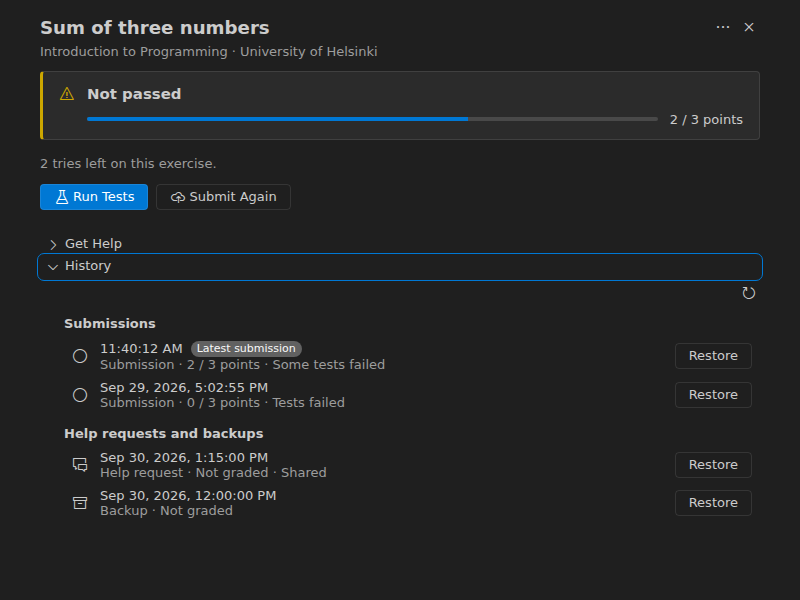 Sum of three numbers
Introduction to Programming · University of Helsinki
Not passed
2 / 3 points
2 tries left on this exercise.
Run Tests
Submit Again
Get Help
History
Submissions
11:40:12 AM Latest submission
Submission · 2 / 3 points · Some tests failed
Restore
Sep 29, 2026, 5:02:55 PM
Submission · 0 / 3 points · Tests failed
Restore
Help requests and backups
Sep 30, 2026, 1:15:00 PM
Help request · Not graded · Shared
Restore
Sep 30, 2026, 12:00:00 PM
Backup · Not graded
Restore